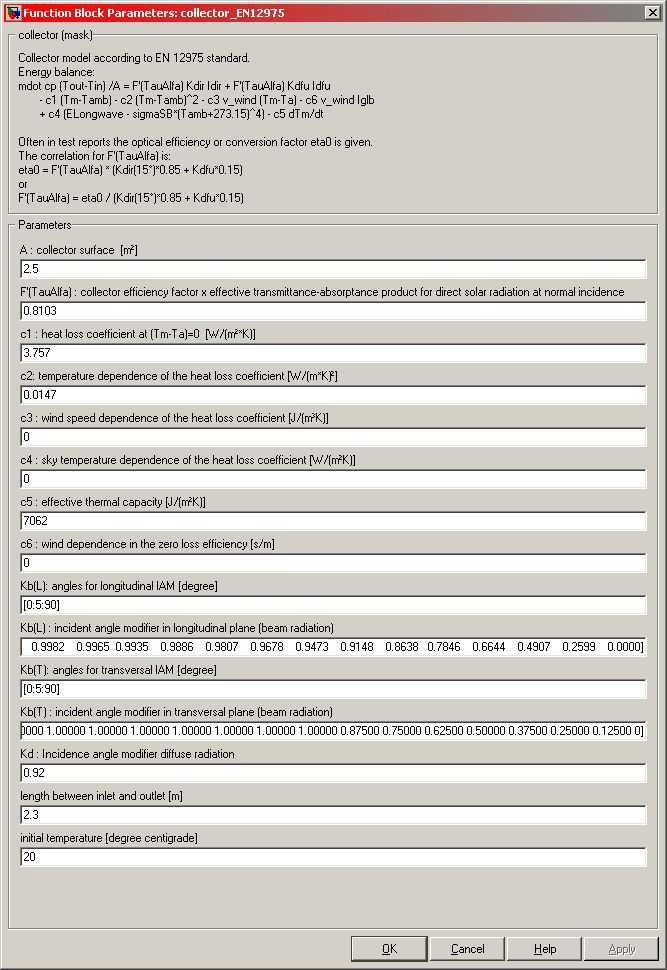 Function Block Parameters: collector_EN12975
collector (mask)
Collector model according to EN 12975 standard.
Energy balance:
mdot cp (Tout-Tin) /A = F'(TauAlfa) Kdir Idir + F'(TauAlfa) Kdfu Idfu
- c1 (Tm-Tamb) - c2 (Tm-Tamb)^2 - c3 v_wind (Tm-Ta) - c6 v_wind Iglb
+ c4 (ELongwave - sigmaSB*(Tamb+273.15)^4) - c5 dTm/dt
Often in test reports the optical efficiency or conversion factor eta0 is given.
The correlation for F'(TauAlfa) is:
eta0 = F'(TauAlfa) * (Kdir(15°)*0.85 + Kdfu*0.15)
or
F'(TauAlfa) = eta0 / (Kdir(15°)*0.85 + Kdfu*0.15)
Parameters
A : collector surface [m²]
2.5
F'(TauAlfa) : collector efficiency factor x effective transmittance-absorptance product for direct solar radiation at normal incidence
0.8103
c1 : heat loss coefficient at (Tm-Ta)=0 [W/(m²*K)]
3.757
c2: temperature dependence of the heat loss coefficient [W/(m*K)²]
0.0147
c3 : wind speed dependence of the heat loss coefficient [J/(m³K)]
0
c4 : sky temperature dependence of the heat loss coefficient [W/(m²K)]
0
c5 : effective thermal capacity [J/(m²K)]
7062
c6 : wind dependence in the zero loss efficiency [s/m]
0
Kb(L): angles for longitudinal IAM [degree]
[0:5:90]
Kb(L) : incident angle modifier in longitudinal plane (beam radiation)
0.9982 0.9965 0.9935 0.9886 0.9807 0.9678 0.9473 0.9148 0.8638 0.7846 0.6644 0.4907 0.2599 0.0000]
Kb(T): angles for transversal IAM [degree]
[0:5:90]
Kb(T) : incident angle modifier in transversal plane (beam radiation)
0000 1.00000 1.00000 1.00000 1.00000 1.00000 1.00000 1.00000 0.87500 0.75000 0.62500 0.50000 0.37500 0.25000 0.12500 0]
Kd : Incidence angle modifier diffuse radiation
0.92
length between inlet and outlet [m]
2.3
initial temperature [degree centigrade]
20
OK Cancel Help Apply